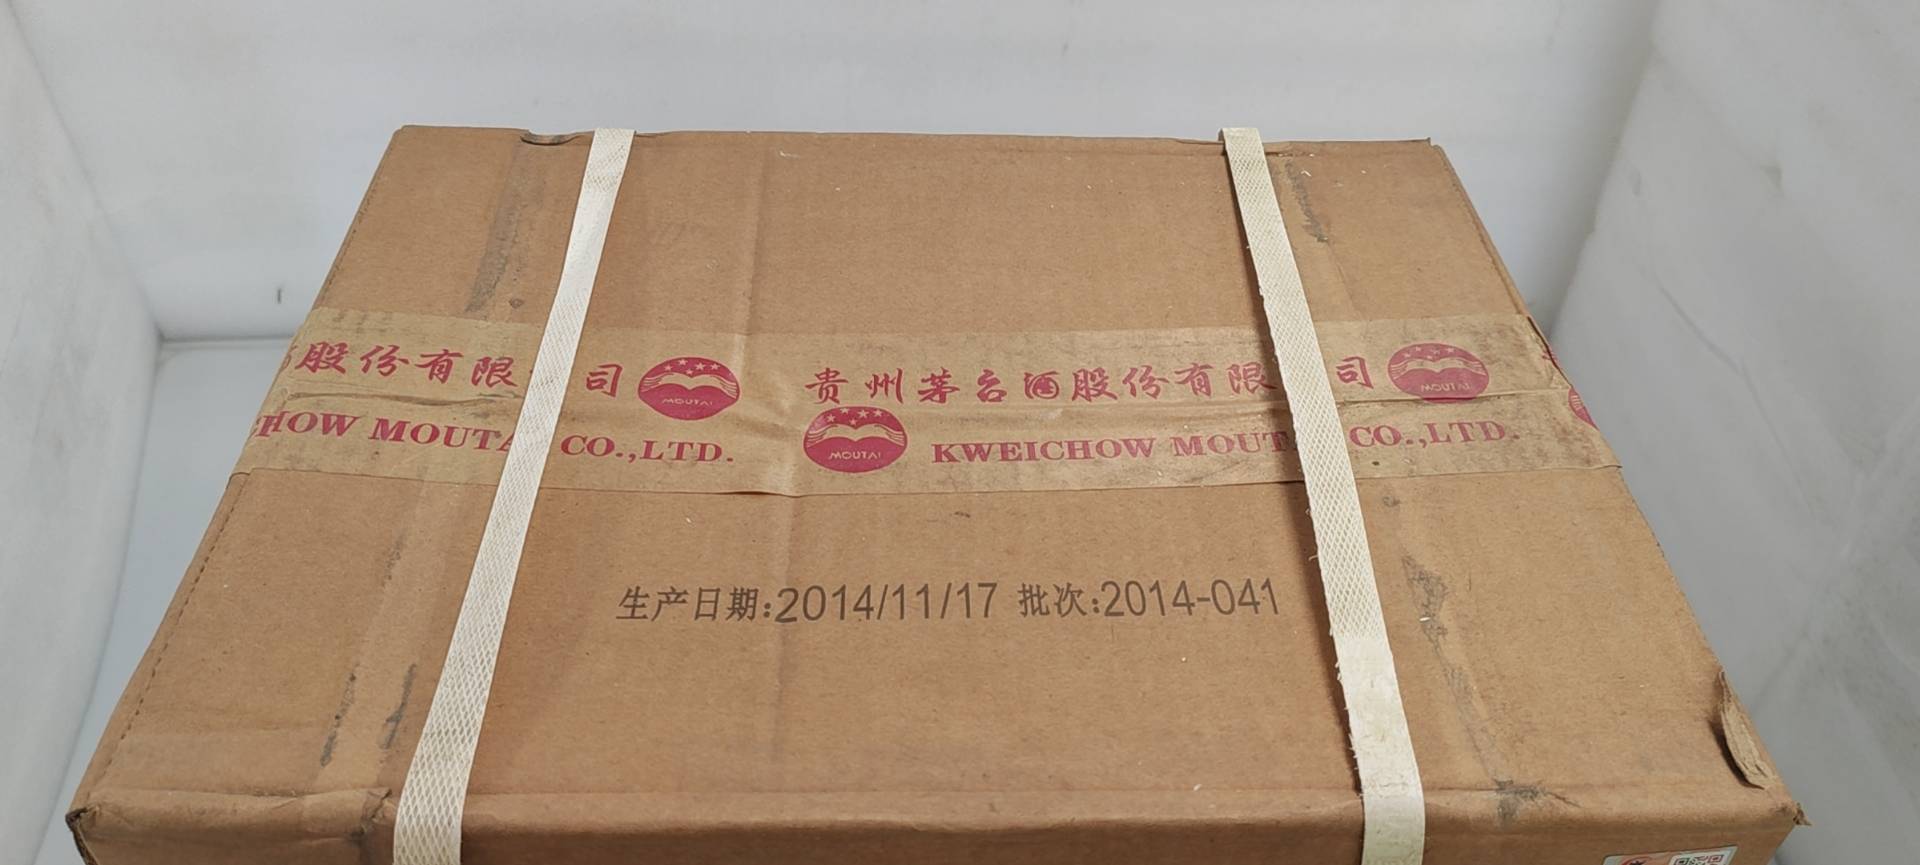 股份有限 司 MOUTAI 贵州茅台酒股份有限 司 MOUTAI
HOW MOUTA CO.,LTD. MOUTAI KWEICHOW MOUT CO.,LTD.
生产日期:2014/11/17 批次:2014-041